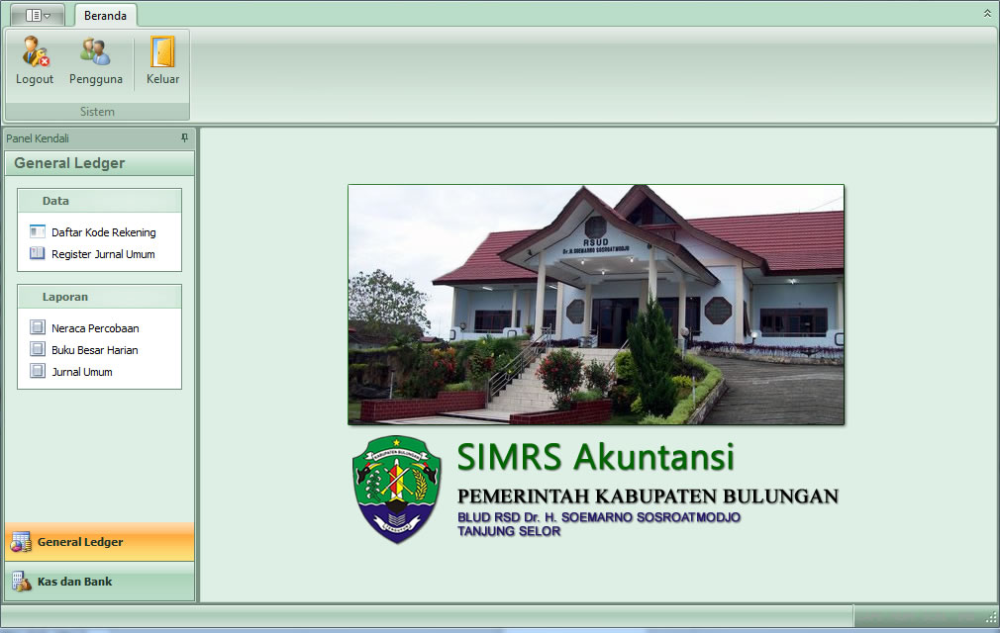 Beranda
Logout
Pengguna
Keluar
Sistem
Panel Kendali
General Ledger
Data
Daftar Kode Rekening
Register Jurnal Umum
Laporan
Neraca Percobaan
Buku Besar Harian
Jurnal Umum
General Ledger
Kas dan Bank
RSUD
Dr.H.SOEMARNO SOSROATMODJO
KABUPATEN BULUNGAN
SIMRS Akuntansi
PEMERINTAH KABUPATEN BULUNGAN
BLUD RSD Dr. H. SOEMARNO SOSROATMODJO
TANJUNG SELOR